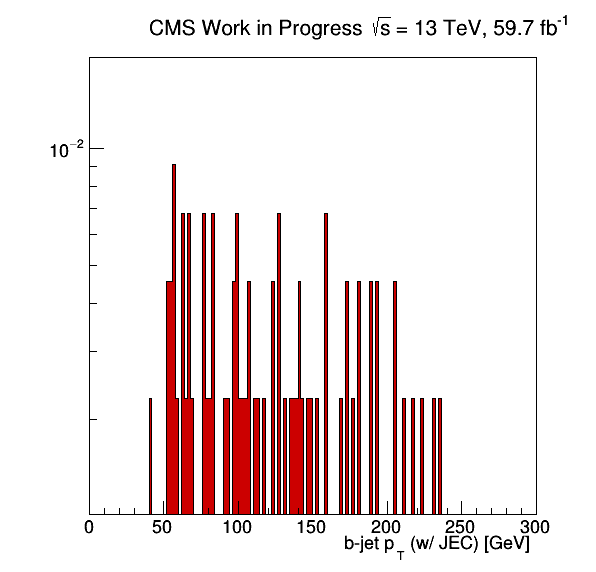 CMS Work in Progress √s = 13 TeV, 59.7 fb⁻¹
10⁻²
0 50 100 150 200 250 300
b-jet p_T (w/ JEC) [GeV]